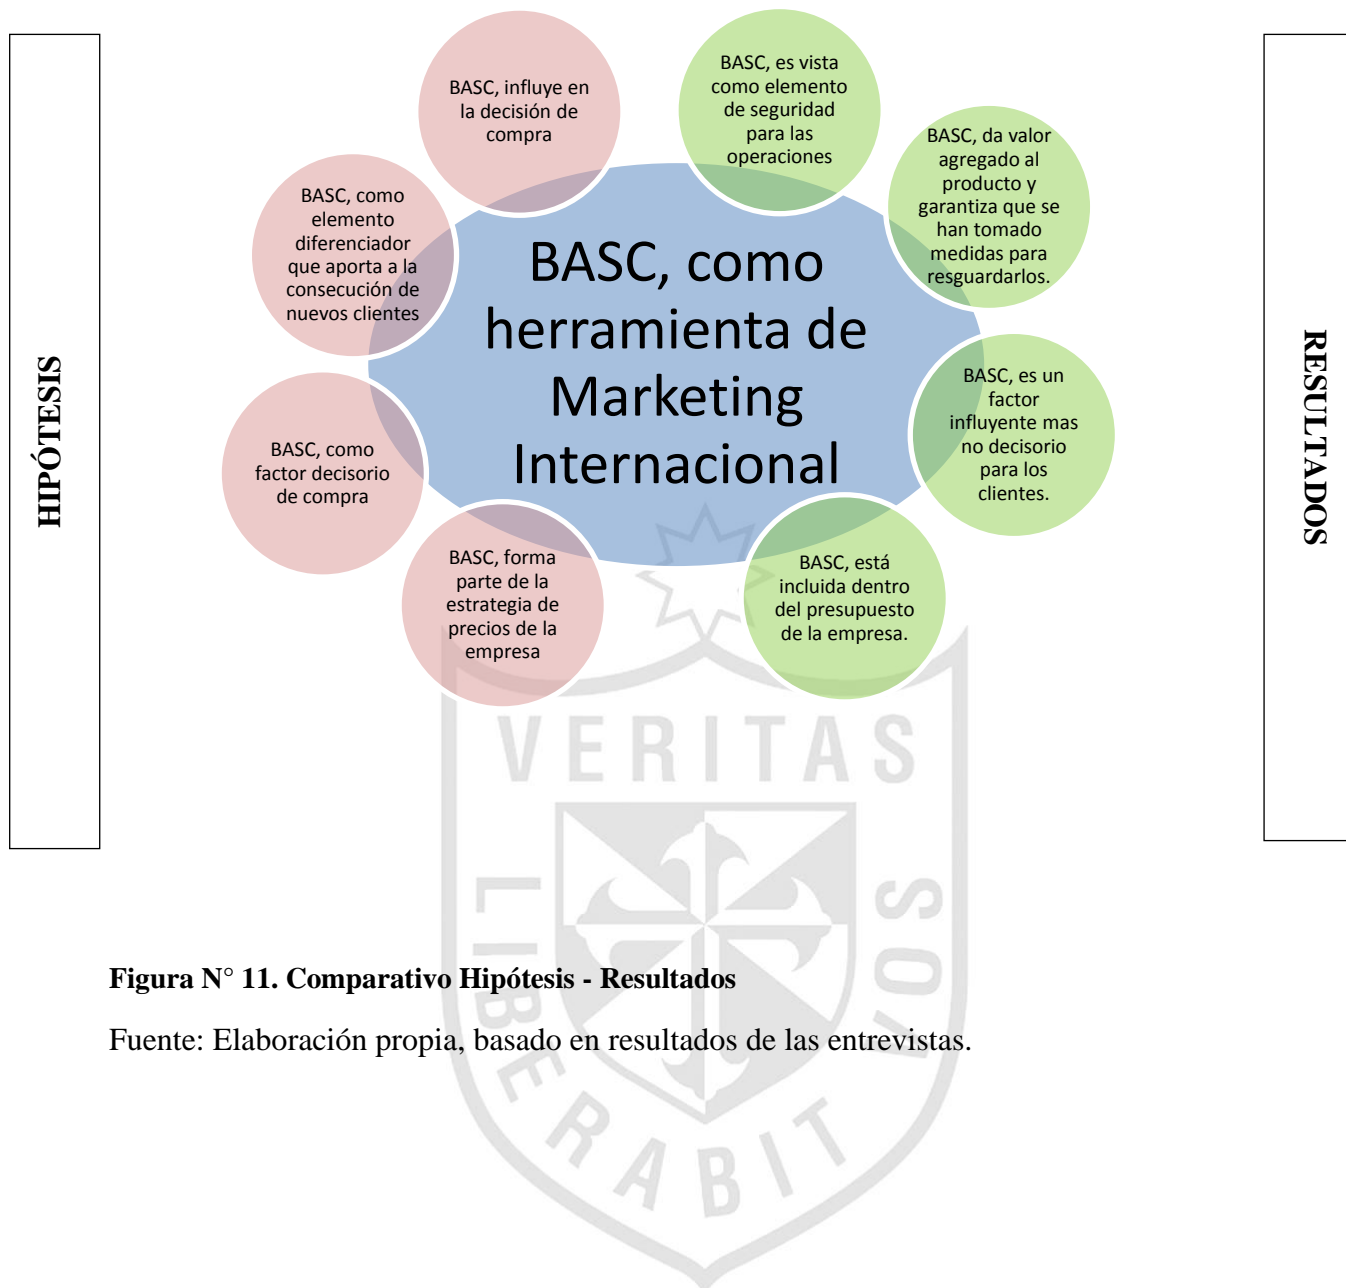 HIPÓTESIS
BASC, influye en
la decisión de
compra
BASC, como
elemento
diferenciador
que aporta a la
consecución de
nuevos clientes
BASC, como
factor decisorio
de compra
BASC, forma
parte de la
estrategia de
precios de la
empresa
BASC, como
herramienta de
Marketing
Internacional
BASC, es vista
como elemento
de seguridad
para las
operaciones
BASC, da valor
agregado al
producto y
garantiza que se
han tomado
medidas para
resguardarlos.
BASC, es un
factor
influyente mas
no decisorio
para los
clientes.
BASC, está
incluida dentro
del presupuesto
de la empresa.
RESULTADOS
VERITAS
LIBERABIT VOS
Figura N° 11. Comparativo Hipótesis - Resultados
Fuente: Elaboración propia, basado en resultados de las entrevistas.